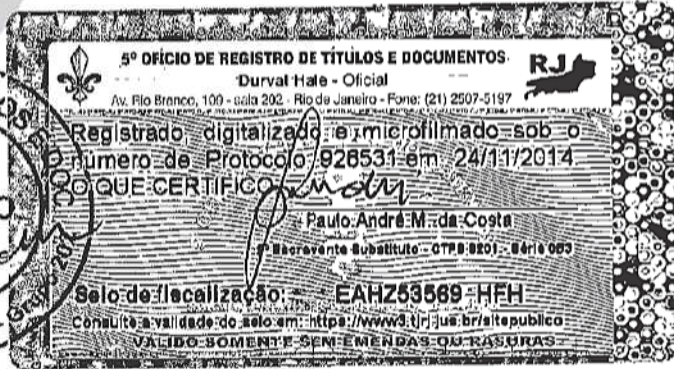 5º OFÍCIO DE REGISTRO DE TÍTULOS E DOCUMENTOS
RJ
Durval Hale - Oficial
Av. Rio Branco, 109 - sala 202 - Rio de Janeiro - Fone: (21) 2507-5197
Registrado, digitalizado e microfilmado sob o
número de Protocolo 926531 em 24/11/2014.
O QUE CERTIFICO
Paulo André M. da Costa
Escrevente Substituto - CTPS 8201 - Série 063
Selo de fiscalização: EAHZ53569-HFH
Consulte a validade do selo em: https://www3.tjrj.jus.br/sitepublico
VÁLIDO SOMENTE SEM EMENDAS OU RASURAS